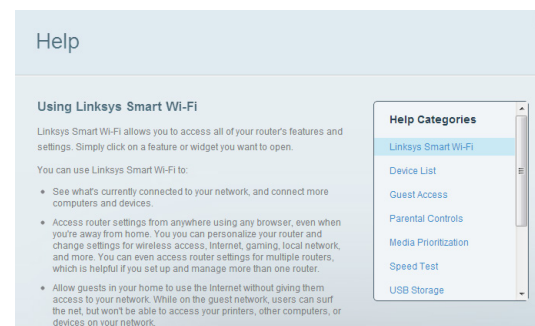 Help
Using Linksys Smart Wi-Fi
Linksys Smart Wi-Fi allows you to access all of your router's features and
settings. Simply click on a feature or widget you want to open.
You can use Linksys Smart Wi-Fi to:
• See what's currently connected to your network, and connect more
computers and devices.
• Access router settings from anywhere using any browser, even when
you're away from home. You you can personalize your router and
change settings for wireless access, Internet, gaming, local network,
and more. You can even access router settings for multiple routers,
which is helpful if you set up and manage more than one router.
• Allow guests in your home to use the Internet without giving them
access to your network. While on the guest network, users can surf
the net, but won't be able to access your printers, other computers, or
devices on your network.
Help Categories
Linksys Smart Wi-Fi
Device List
Guest Access
Parental Controls
Media Prioritization
Speed Test
USB Storage